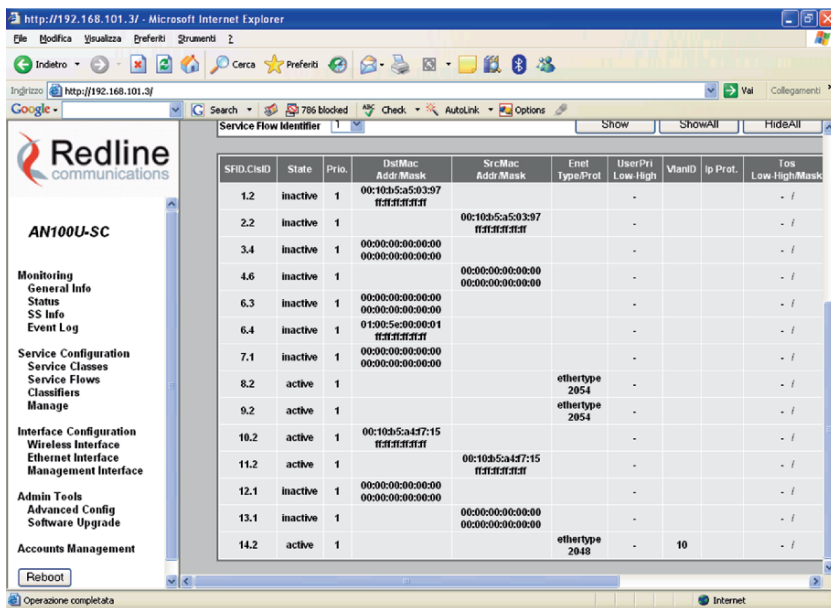 http://192.168.101.3/ - Microsoft Internet Explorer
File Modifica Visualizza Preferiti Strumenti ?
Indietro Cerca Preferiti
Indirizzo http://192.168.101.3/ Vai Collegamenti
Google Search 786 blocked ABC Check AutoLink Options
Service Flow Identifier 1 Show ShowAll HideAll
Redline
communications
AN100U-SC
Monitoring
General Info
Status
SS Info
Event Log
Service Configuration
Service Classes
Service Flows
Classifiers
Manage
Interface Configuration
Wireless Interface
Ethernet Interface
Management Interface
Admin Tools
Advanced Config
Software Upgrade
Accounts Management
Reboot
SFID.ClsID State Prio. DstMac Addr/Mask SrcMac Addr/Mask Enet Type/Prot UserPri Low-High VlanID Ip Prot. Tos Low-High/Mask
1.2 inactive 1 00:10:b5:a5:03:97 ff:ff:ff:ff:ff:ff - - /
2.2 inactive 1 00:10:b5:a5:03:97 ff:ff:ff:ff:ff:ff - - /
3.4 inactive 1 00:00:00:00:00:00 00:00:00:00:00:00 - - /
4.6 inactive 1 00:00:00:00:00:00 00:00:00:00:00:00 - - /
6.3 inactive 1 00:00:00:00:00:00 00:00:00:00:00:00 - - /
6.4 inactive 1 01:00:5e:00:00:01 ff:ff:ff:ff:ff:ff - - /
7.1 inactive 1 00:00:00:00:00:00 00:00:00:00:00:00 - - /
8.2 active 1 ethertype 2054 - - /
9.2 active 1 ethertype 2054 - - /
10.2 active 1 00:10:b5:a4:f7:15 ff:ff:ff:ff:ff:ff - - /
11.2 active 1 00:10:b5:a4:f7:15 ff:ff:ff:ff:ff:ff - - /
12.1 inactive 1 00:00:00:00:00:00 00:00:00:00:00:00 - - /
13.1 inactive 1 00:00:00:00:00:00 00:00:00:00:00:00 - - /
14.2 active 1 ethertype 2048 - 10 - /
Operazione completata Internet